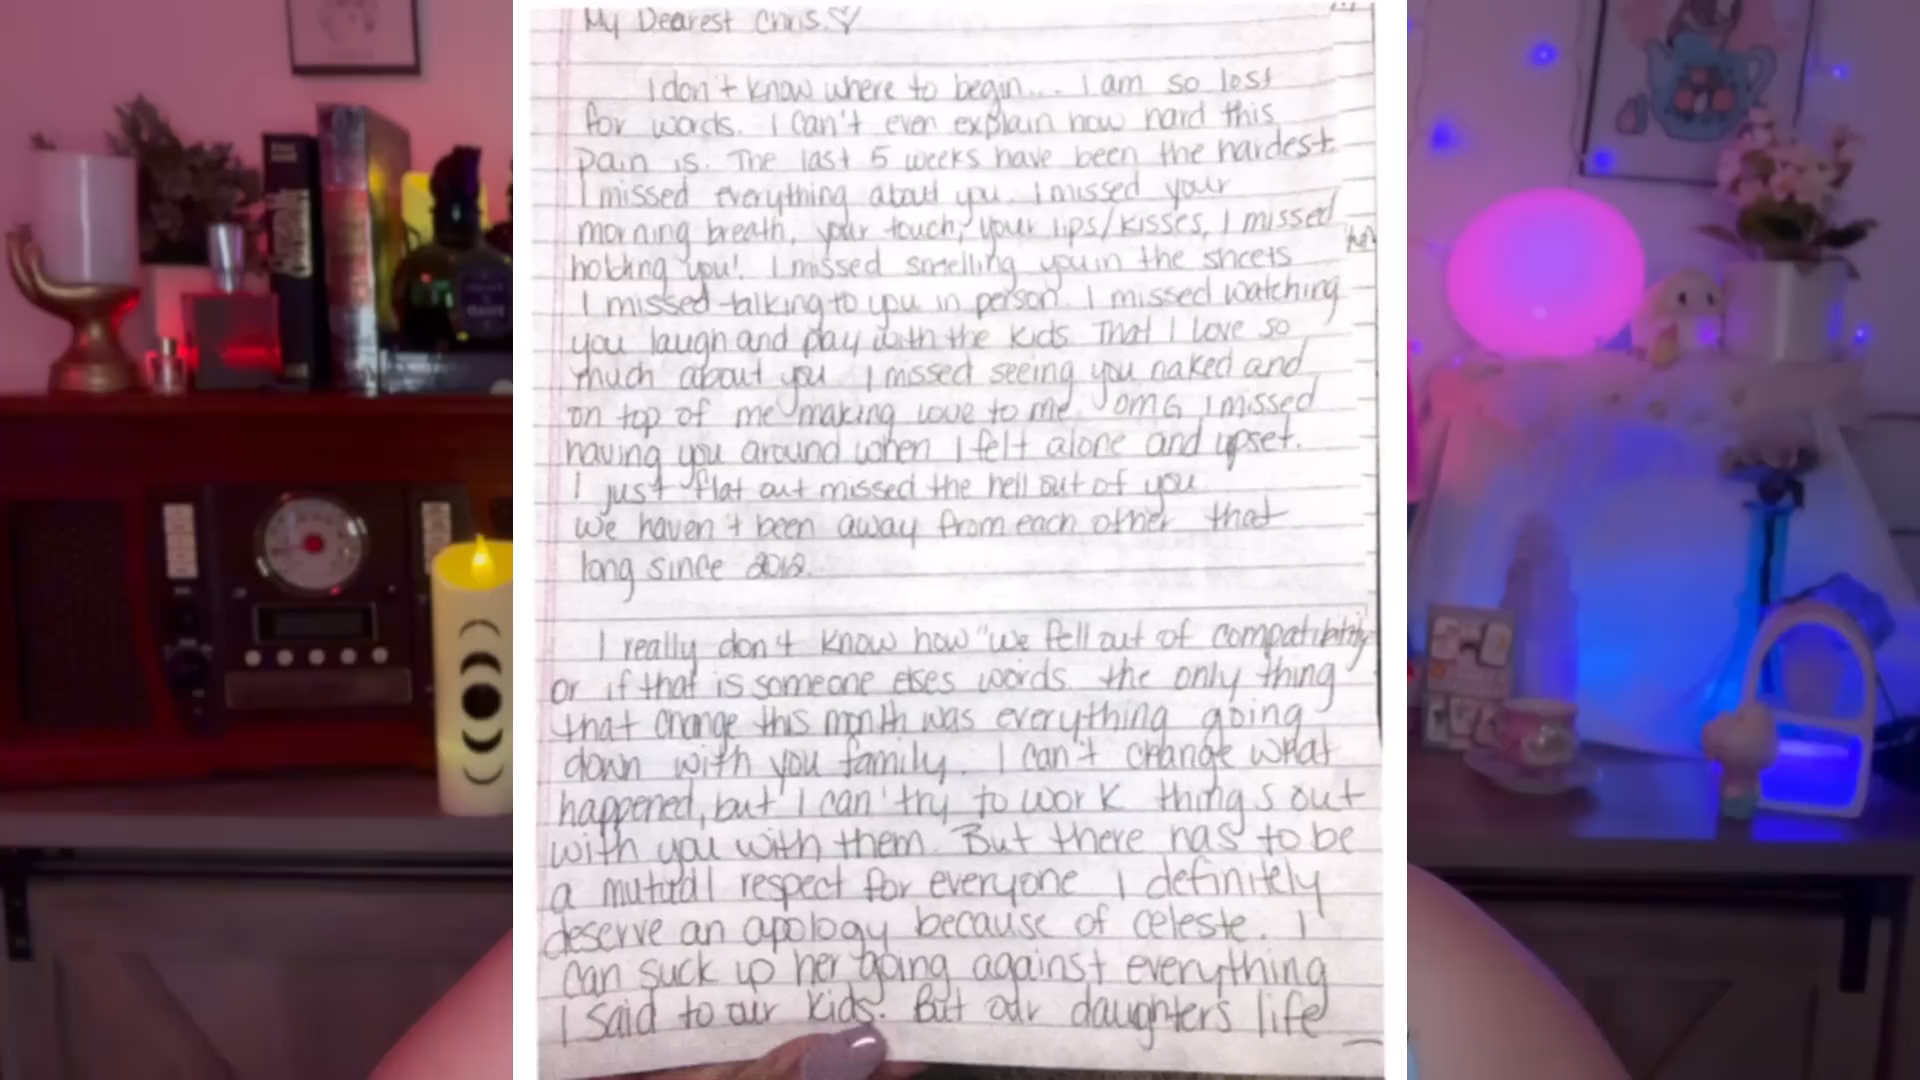 My Dearest Chris.♡
I don't know where to begin... I am so lost
for words. I can't even explain how hard this
pain is. The last 5 weeks have been the hardest
I missed everything about you. I missed your
morning breath, your touch, your lips/kisses, I missed
holding you! I missed smelling you in the sheets
I missed talking to you in person. I missed watching
you laugh and play with the kids that I love so
much about you I missed seeing you naked and
on top of me making love to me. OMG I missed
having you around when I felt alone and upset.
I just flat out missed the hell out of you.
we haven't been away from each other that
long since 2012.
I really don't know how "we fell out of compatibility
or if that is someone elses words. the only thing
that change this month was everything going
down with you family. I can't change what
happened, but I can try to work things out
with you with them. But there has to be
a mutual respect for everyone. I definitely
deserve an apology because of celeste. I
can suck up her going against everything
I said to our kids. But our daughters life